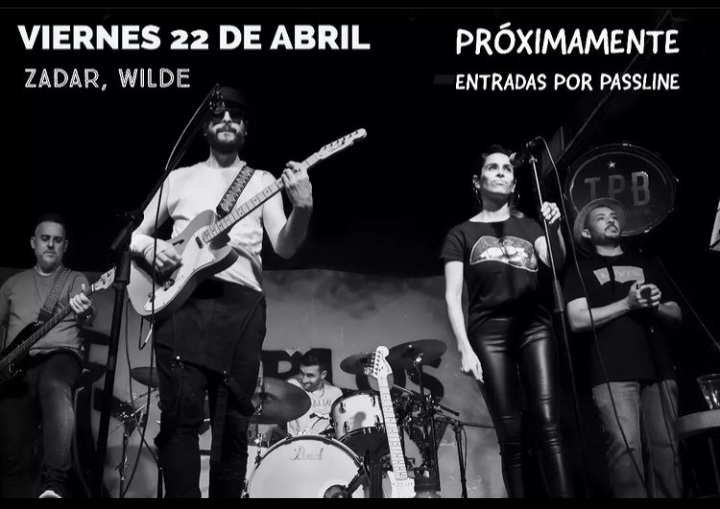 VIERNES 22 DE ABRIL
ZADAR, WILDE
PRÓXIMAMENTE
ENTRADAS POR PASSLINE
TPB